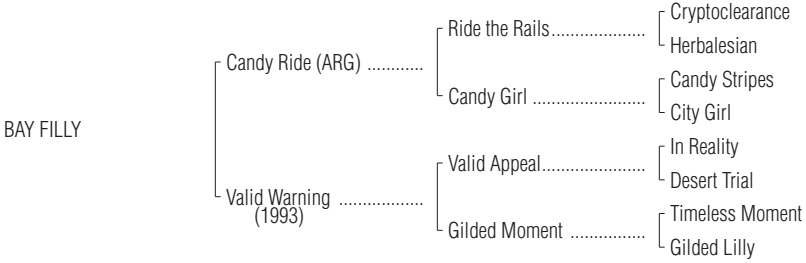 Cryptoclearance
Ride the Rails.....................
Herbalesian
Candy Ride (ARG) ............
Candy Stripes
Candy Girl .........................
City Girl
BAY FILLY
In Reality
Valid Appeal.......................
Desert Trial
Valid Warning ..................
(1993)
Timeless Moment
Gilded Moment ................
Gilded Lilly